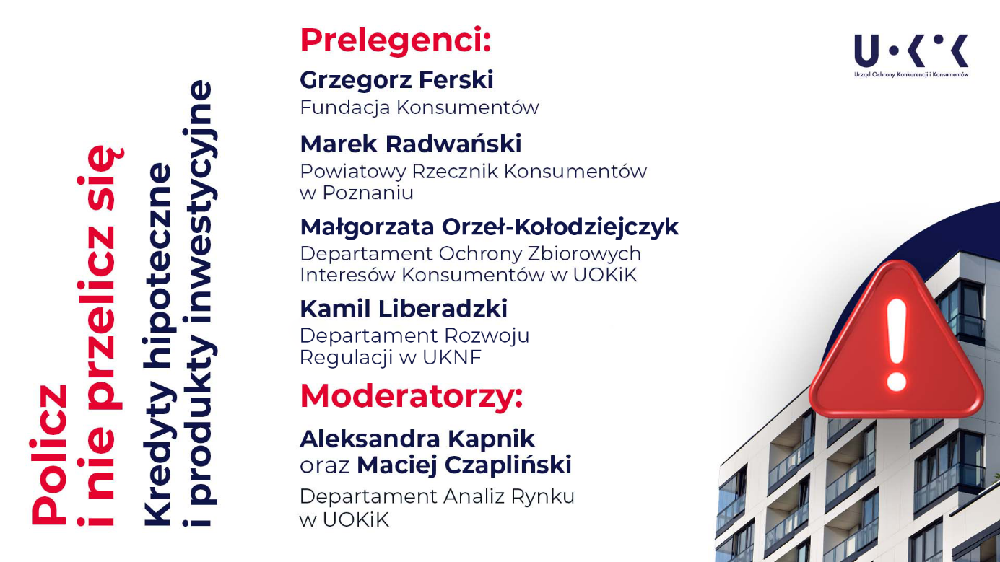 Policz
i nie przelicz się
Kredyty hipoteczne
i produkty inwestycyjne
Prelegenci:
Grzegorz Ferski
Fundacja Konsumentów
Marek Radwański
Powiatowy Rzecznik Konsumentów
w Poznaniu
Małgorzata Orzeł-Kołodziejczyk
Departament Ochrony Zbiorowych
Interesów Konsumentów w UOKiK
Kamil Liberadzki
Departament Rozwoju
Regulacji w UKNF
Moderatorzy:
Aleksandra Kapnik
oraz Maciej Czapliński
Departament Analiz Rynku
w UOKiK
UOKiK
Urząd Ochrony Konkurencji i Konsumentów
!